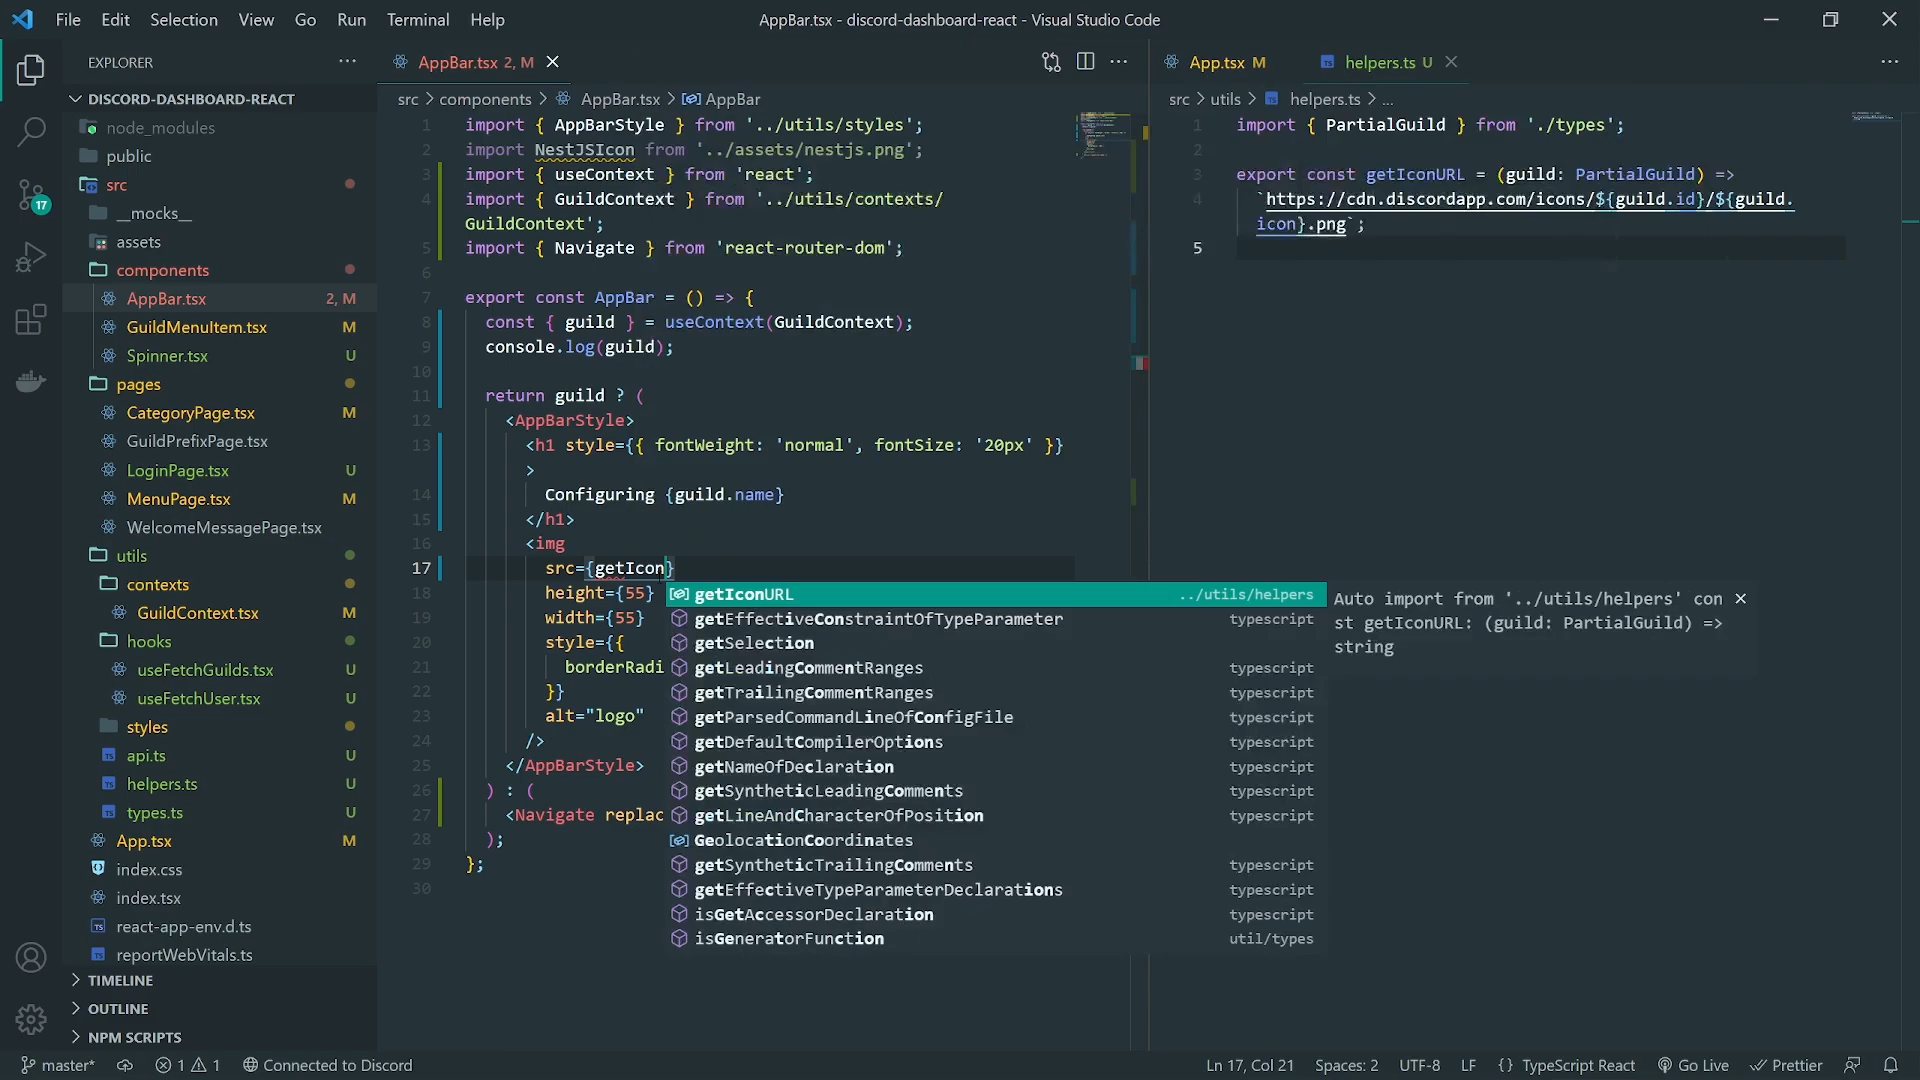 File Edit Selection View Go Run Terminal Help
AppBar.tsx - discord-dashboard-react - Visual Studio Code
EXPLORER
DISCORD-DASHBOARD-REACT
node_modules
public
src
__mocks__
assets
components
AppBar.tsx 2, M
GuildMenuItem.tsx M
Spinner.tsx U
pages
CategoryPage.tsx M
GuildPrefixPage.tsx
LoginPage.tsx U
MenuPage.tsx M
WelcomeMessagePage.tsx
utils
contexts
GuildContext.tsx U
hooks
useFetchGuilds.tsx U
useFetchUser.tsx U
styles
api.ts U
helpers.ts U
types.ts U
App.tsx M
index.css
index.tsx
react-app-env.d.ts
reportWebVitals.ts
TIMELINE
OUTLINE
NPM SCRIPTS
17
AppBar.tsx 2, M
src > components > AppBar.tsx > AppBar
1 import { AppBarStyle } from '../utils/styles';
2 import NestJSIcon from '../assets/nestjs.png';
3 import { useContext } from 'react';
4 import { GuildContext } from '../utils/contexts/
GuildContext';
5 import { Navigate } from 'react-router-dom';
6
7 export const AppBar = () => {
8 const { guild } = useContext(GuildContext);
9 console.log(guild);
10
11 return guild ? (
12 <AppBarStyle>
13 <h1 style={{ fontWeight: 'normal', fontSize: '20px' }}
>
14 Configuring {guild.name}
15 </h1>
16 <img
17 src={getIcon}
18 height={55}
19 width={55}
20 style={{
21 borderRadi
22 }}
23 alt="logo"
24 />
25 </AppBarStyle>
26 ) : (
27 <Navigate replac
28 );
29 };
30
getIconURL ../utils/helpers
getEffectiveConstraintOfTypeParameter typescript
getSelection
getLeadingCommentRanges typescript
getTrailingCommentRanges typescript
getParsedCommandLineOfConfigFile typescript
getDefaultCompilerOptions typescript
getNameOfDeclaration typescript
getSyntheticLeadingComments typescript
getLineAndCharacterOfPosition typescript
GeolocationCoordinates
getSyntheticTrailingComments typescript
getEffectiveTypeParameterDeclarations typescript
isGetAccessorDeclaration typescript
isGeneratorFunction util/types
Auto import from '../utils/helpers' con
st getIconURL: (guild: PartialGuild) =>
string
App.tsx M helpers.ts U
src > utils > helpers.ts > ...
1 import { PartialGuild } from './types';
2
3 export const getIconURL = (guild: PartialGuild) =>
4 `https://cdn.discordapp.com/icons/${guild.id}/${guild.
icon}.png`;
5
master* 1 1 Connected to Discord
Ln 17, Col 21 Spaces: 2 UTF-8 LF {} TypeScript React Go Live Prettier